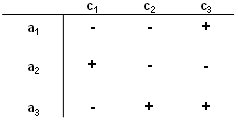 c1 c2 c3
a1 - - +
a2 + - -
a3 - + +